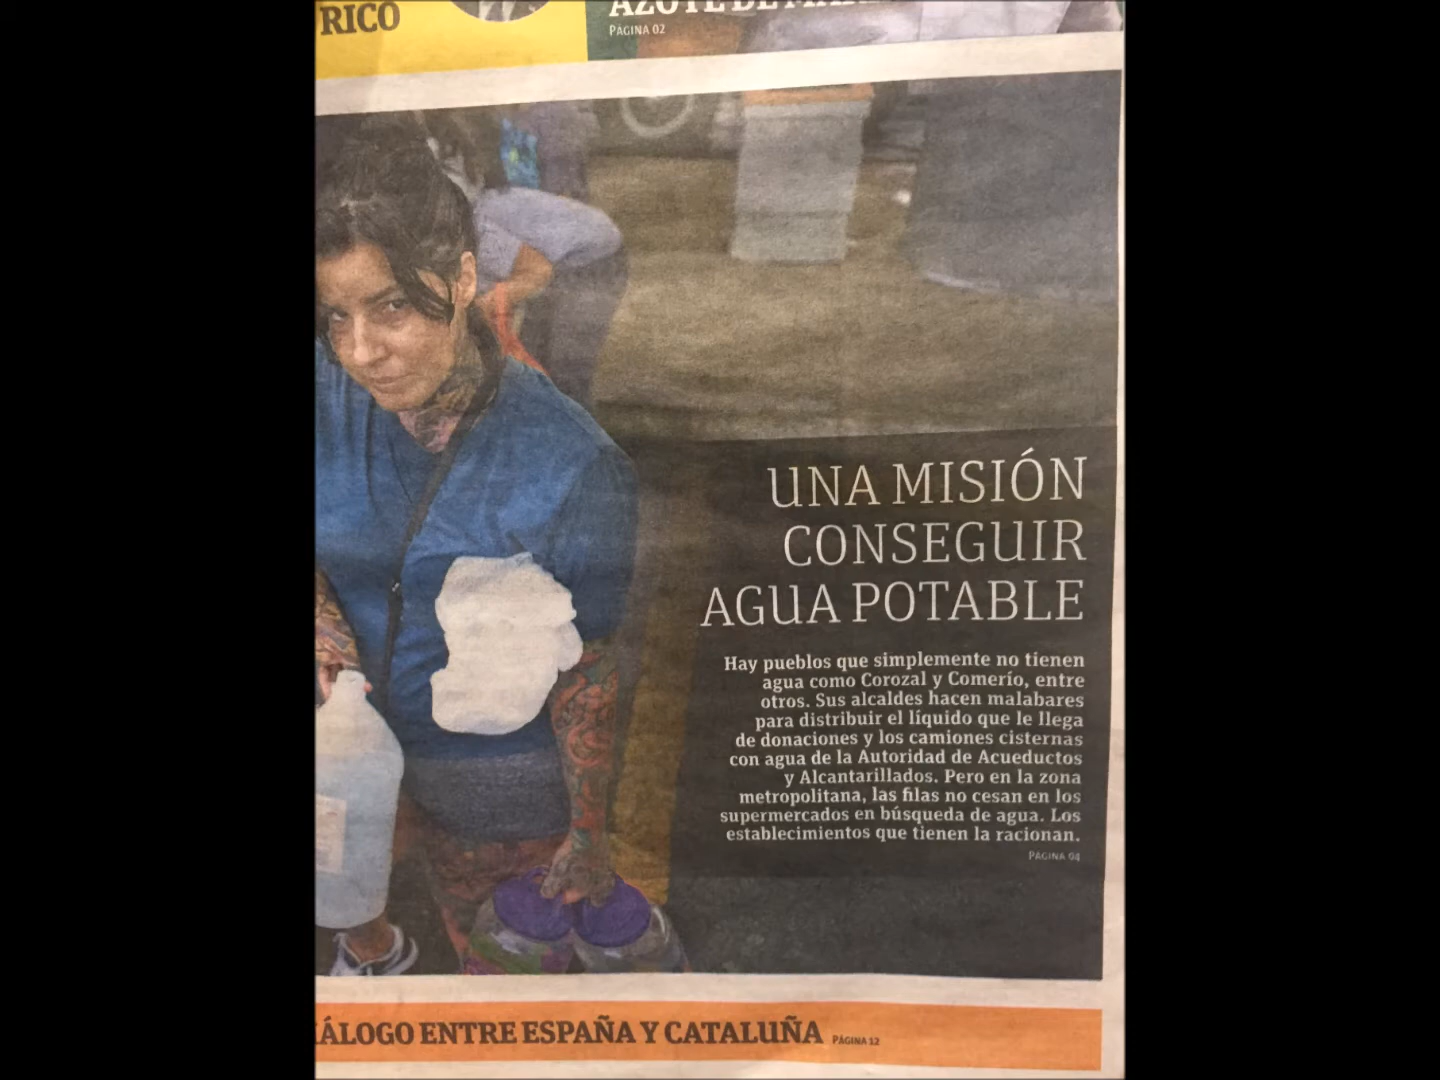 RICO
PÁGINA 02
UNA MISIÓN
CONSEGUIR
AGUA POTABLE
Hay pueblos que simplemente no tienen
agua como Corozal y Comerío, entre
otros. Sus alcaldes hacen malabares
para distribuir el líquido que le llega
de donaciones y los camiones cisternas
con agua de la Autoridad de Acueductos
y Alcantarillados. Pero en la zona
metropolitana, las filas no cesan en los
supermercados en búsqueda de agua. Los
establecimientos que tienen la racionan.
PÁGINA 04
ÁLOGO ENTRE ESPAÑA Y CATALUÑA PÁGINA 12